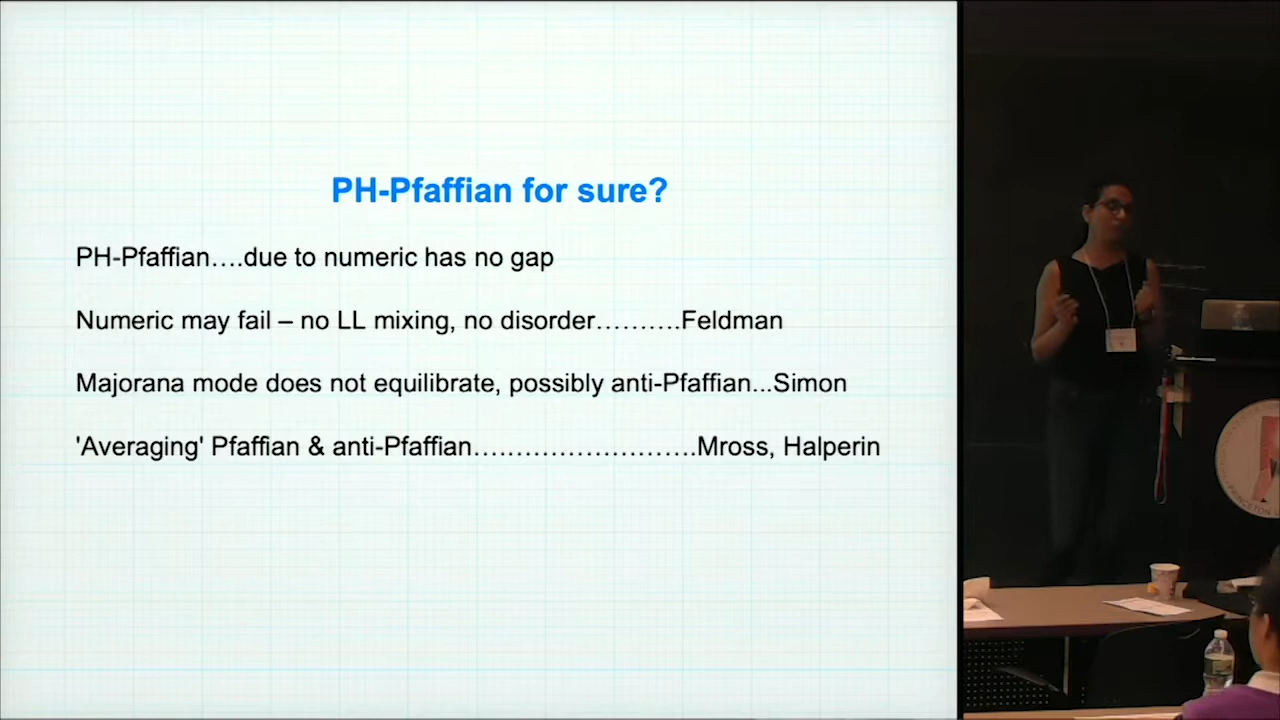 PH-Pfaffian for sure?
PH-Pfaffian….due to numeric has no gap
Numeric may fail – no LL mixing, no disorder……….Feldman
Majorana mode does not equilibrate, possibly anti-Pfaffian...Simon
'Averaging' Pfaffian & anti-Pfaffian…..…………………..Mross, Halperin